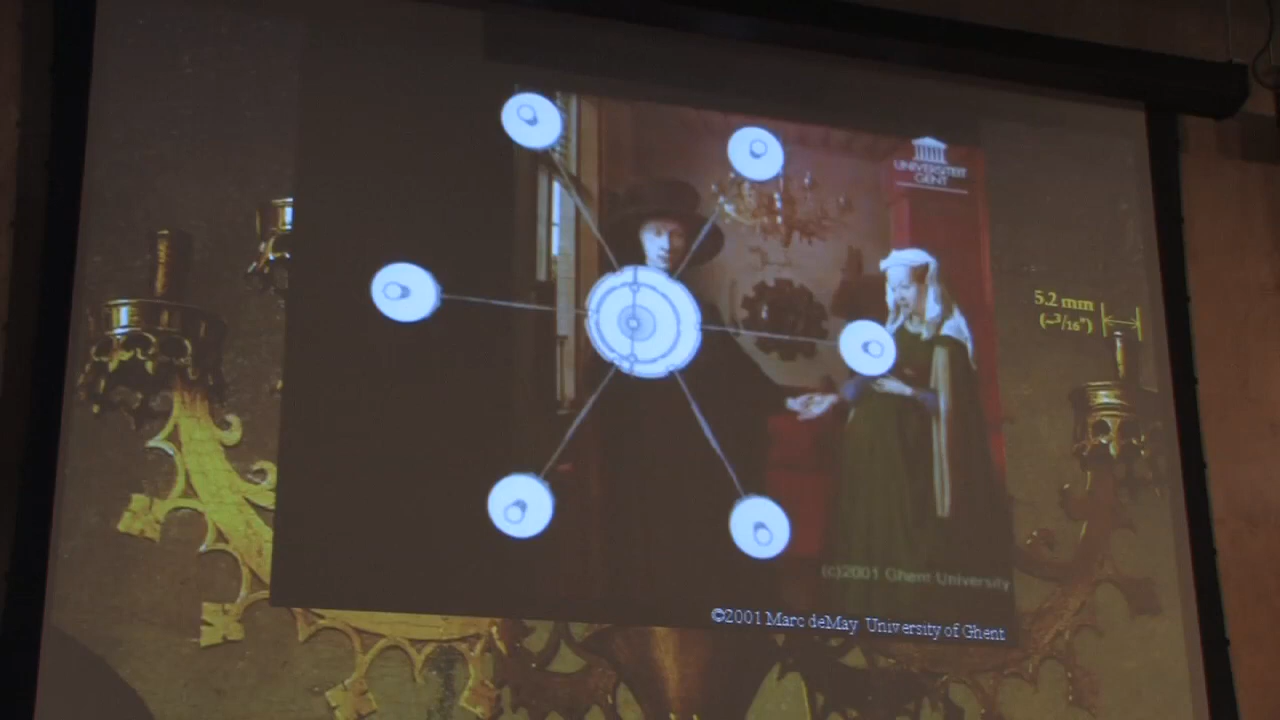 UNIVERSITEIT
GENT
5.2 mm
(~3/16")
(c)2001 Ghent University
©2001 Marc deMay University of Ghent